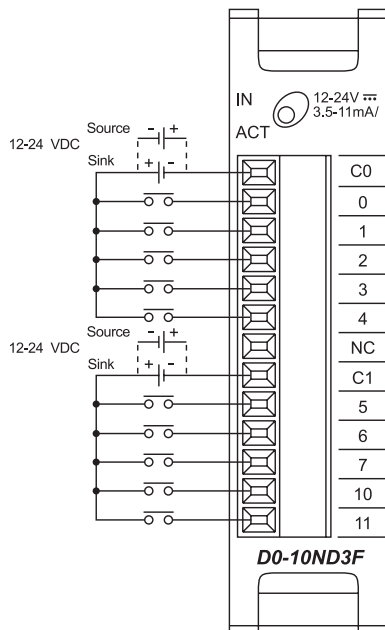 IN
12-24V
3.5-11mA/
ACT
Source
- +
12-24 VDC
Sink
+ -
C0
0
1
2
3
4
Source
- +
12-24 VDC
NC
Sink
+ -
C1
5
6
7
10
11
D0-10ND3F